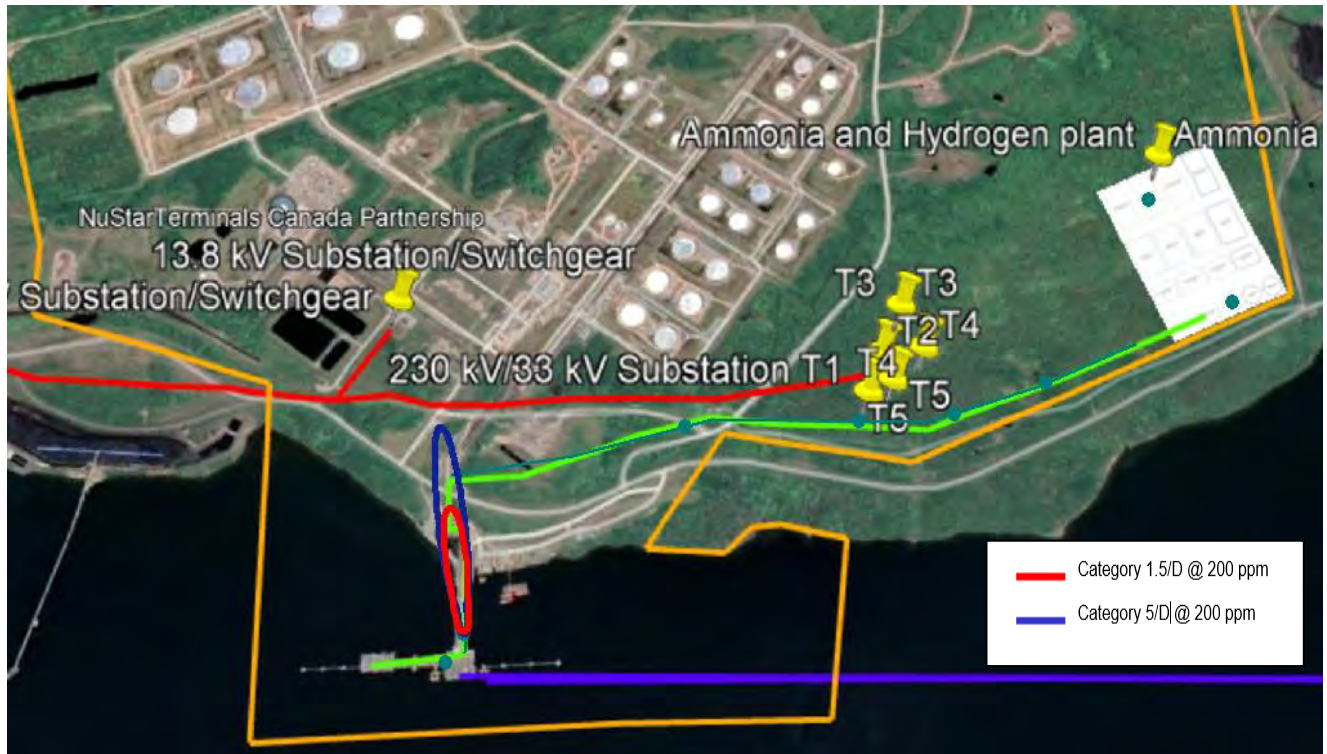 Ammonia and Hydrogen plant
Ammonia
NuStarTerminals Canada Partnership
13.8 kV Substation/Switchgear
Substation/Switchgear
T3
T3
T2
T4
T4
230 kV/33 kV Substation T1
T5
T5
Category 1.5/D @ 200 ppm
Category 5/D @ 200 ppm